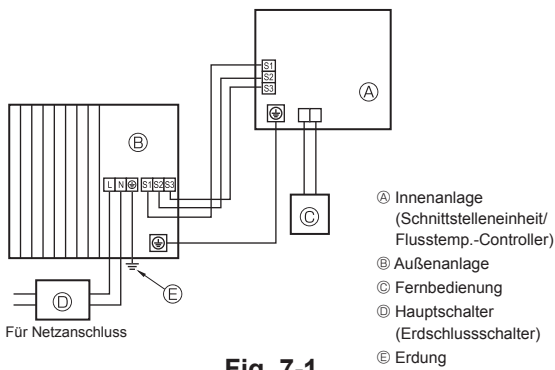 S1
S2
S3
Ⓐ
Ⓑ
L N S1 S2 S3
Ⓒ
Ⓓ
Ⓔ
Für Netzanschluss
Ⓐ Innenanlage
(Schnittstelleneinheit/
Flusstemp.-Controller)
Ⓑ Außenanlage
Ⓒ Fernbedienung
Ⓓ Hauptschalter
(Erdschlussschalter)
Ⓔ Erdung
Fig. 7-1